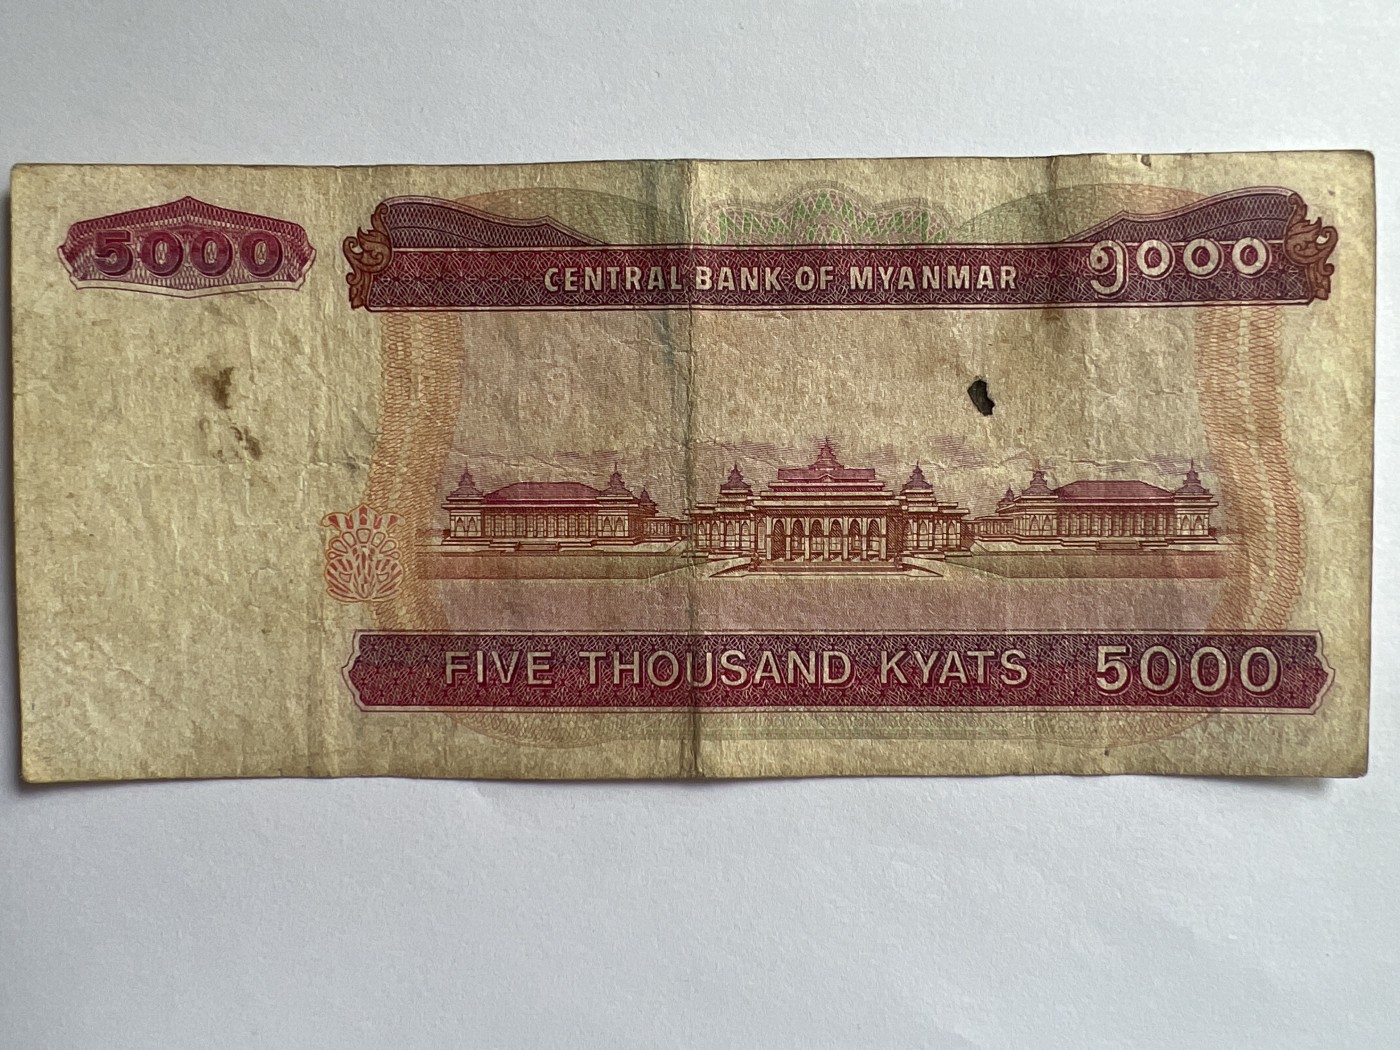 5000
CENTRAL BANK OF MYANMAR
၅၀၀၀
FIVE THOUSAND KYATS
5000